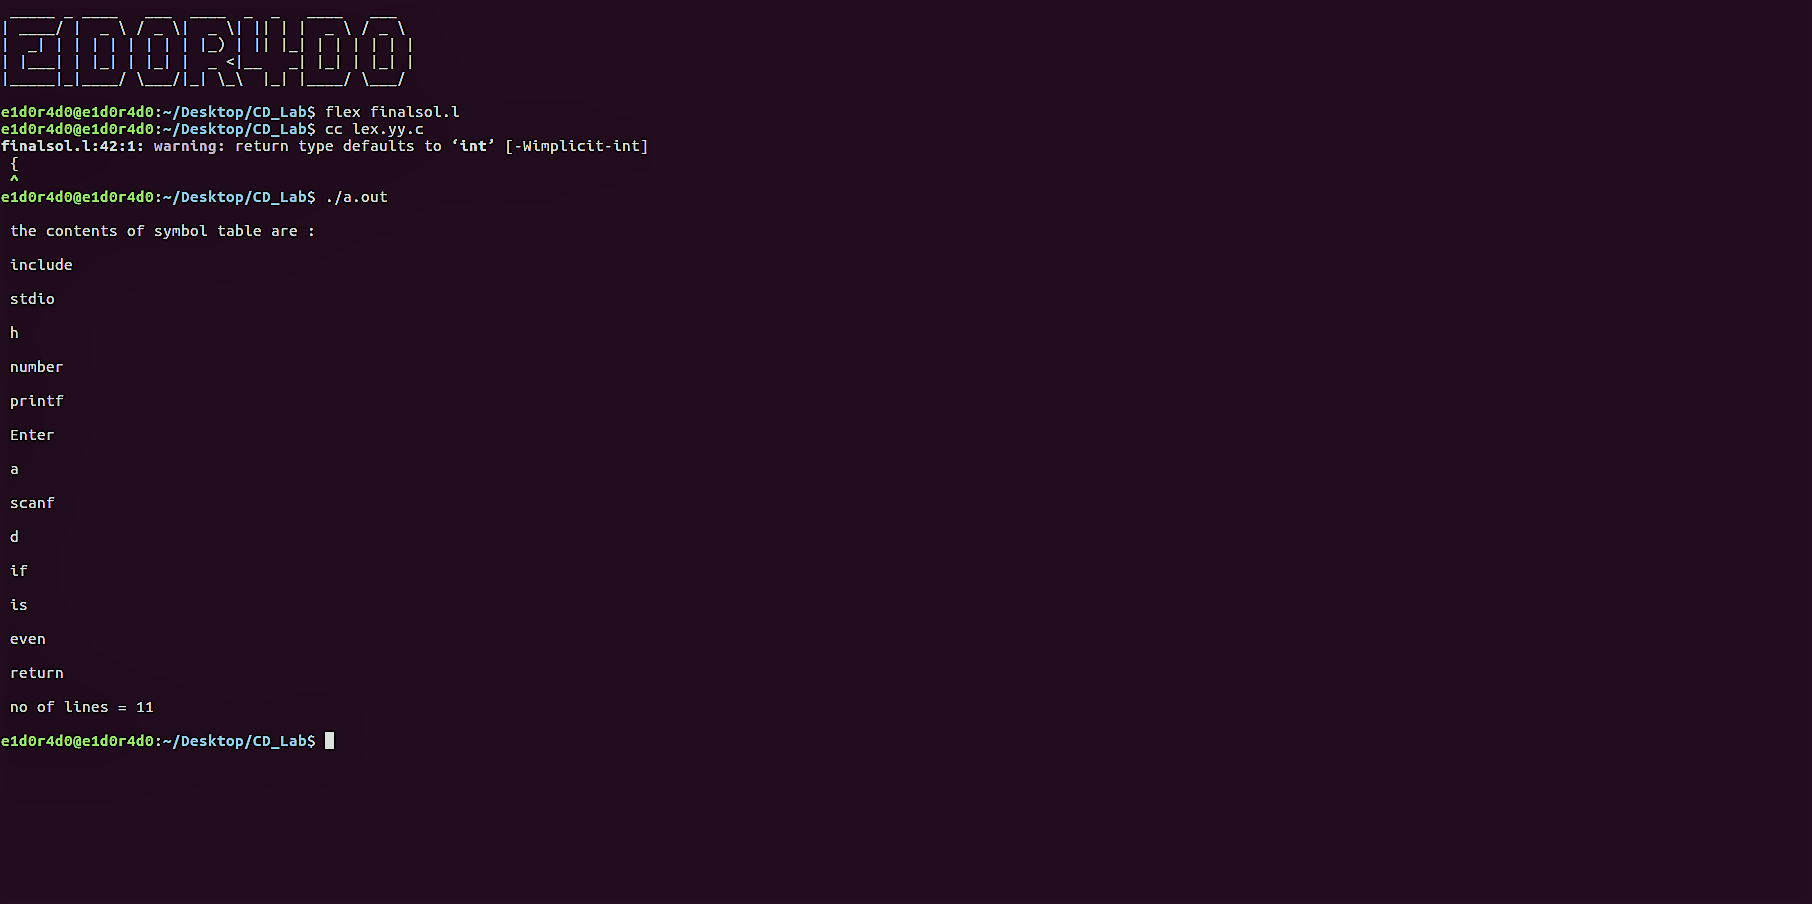 E1D0R4D0
e1d0r4d0@e1d0r4d0:~/Desktop/CD_Lab$ flex finalsol.l
e1d0r4d0@e1d0r4d0:~/Desktop/CD_Lab$ cc lex.yy.c
finalsol.l:42:1: warning: return type defaults to ‘int’ [-Wimplicit-int]
{
^
e1d0r4d0@e1d0r4d0:~/Desktop/CD_Lab$ ./a.out
the contents of symbol table are :
include
stdio
h
number
printf
Enter
a
scanf
d
if
is
even
return
no of lines = 11
e1d0r4d0@e1d0r4d0:~/Desktop/CD_Lab$